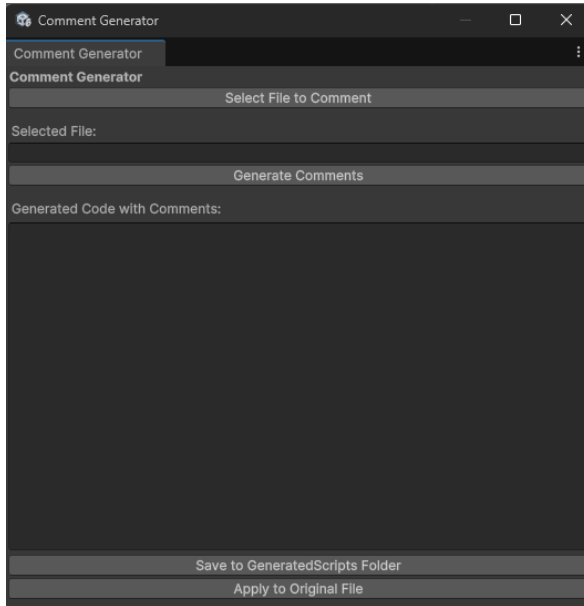 Comment Generator
Comment Generator
Comment Generator
Select File to Comment
Selected File:
Generate Comments
Generated Code with Comments:
Save to GeneratedScripts Folder
Apply to Original File